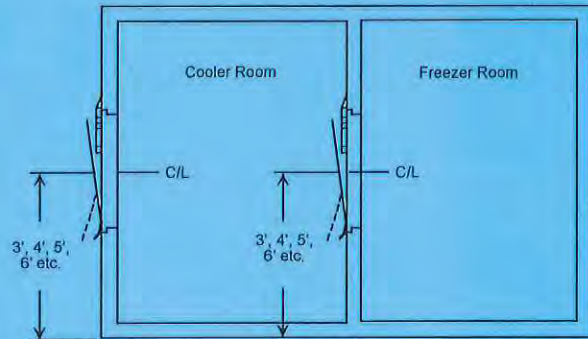 Cooler Room
Freezer Room
C/L
C/L
3', 4', 5',
6' etc.
3', 4', 5',
6' etc.